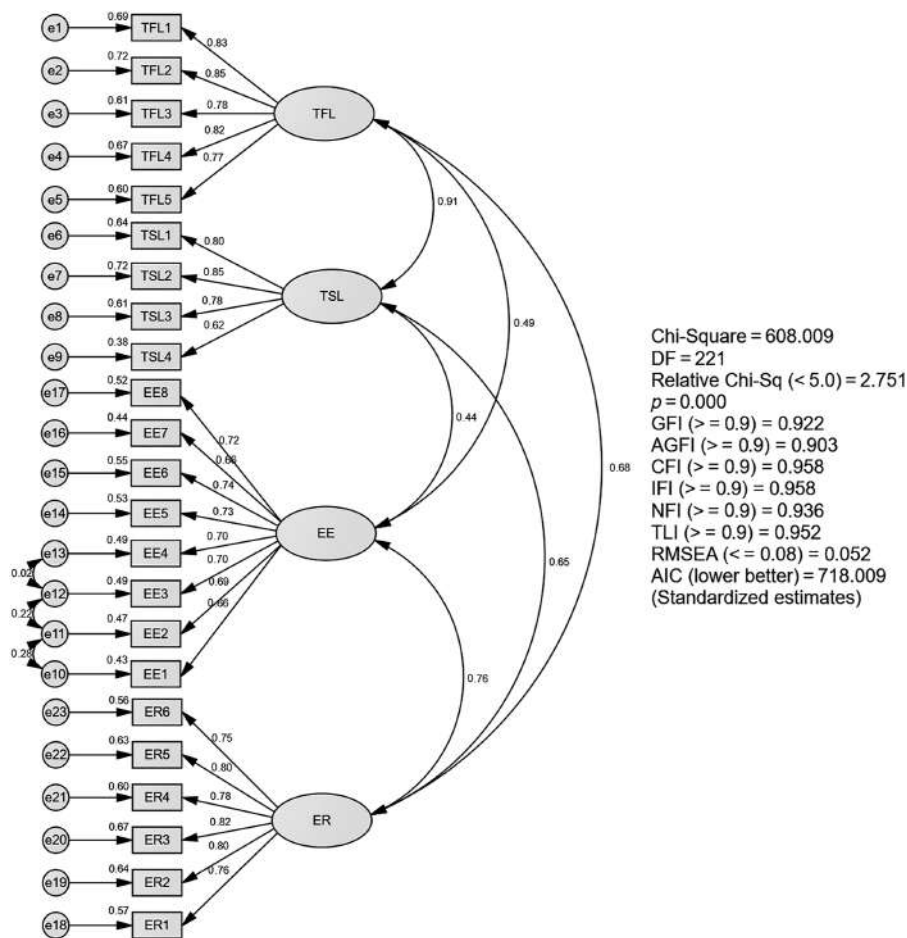 e1 0.69 TFL1
0.83
e2 0.72 TFL2
0.85
e3 0.61 TFL3
0.78
TFL
e4 0.67 TFL4
0.82
e5 0.60 TFL5
0.77
0.91
e6 0.64 TSL1
0.80
e7 0.72 TSL2
0.85
TSL
e8 0.61 TSL3
0.78
0.49
e9 0.38 TSL4
0.62
e17 0.52 EE8
0.72
0.44
e16 0.44 EE7
0.66
e15 0.55 EE6
0.74
0.68
e14 0.53 EE5
0.73
EE
e13 0.49 EE4
0.70
0.65
0.02
e12 0.49 EE3
0.70
0.22
e11 0.47 EE2
0.69
0.28
e10 0.43 EE1
0.66
0.76
e23 0.56 ER6
0.75
e22 0.63 ER5
0.80
e21 0.60 ER4
0.78
ER
e20 0.67 ER3
0.82
e19 0.64 ER2
0.80
e18 0.57 ER1
0.76
Chi-Square = 608.009
DF = 221
Relative Chi-Sq (< 5.0) = 2.751
p = 0.000
GFI (> = 0.9) = 0.922
AGFI (> = 0.9) = 0.903
CFI (> = 0.9) = 0.958
IFI (> = 0.9) = 0.958
NFI (> = 0.9) = 0.936
TLI (> = 0.9) = 0.952
RMSEA (< = 0.08) = 0.052
AIC (lower better) = 718.009
(Standardized estimates)